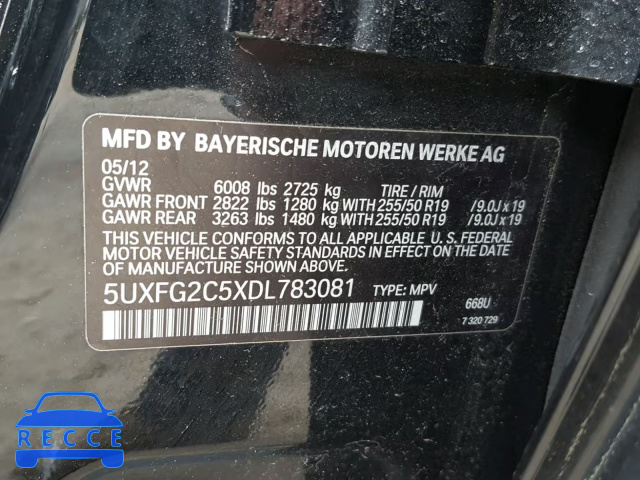 MFD BY BAYERISCHE MOTOREN WERKE AG
05/12
GVWR 6008 lbs 2725 kg TIRE / RIM
GAWR FRONT 2822 lbs 1280 kg WITH 255/50 R19 /9.0J x 19
GAWR REAR 3263 lbs 1480 kg WITH 255/50 R19 /9.0J x 19
THIS VEHICLE CONFORMS TO ALL APPLICABLE U. S. FEDERAL
MOTOR VEHICLE SAFETY STANDARDS IN EFFECT ON THE DATE
OF MANUFACTURE SHOWN ABOVE.
5UXFG2C5XDL783081 TYPE: MPV
668U
7 320 729
RECCE